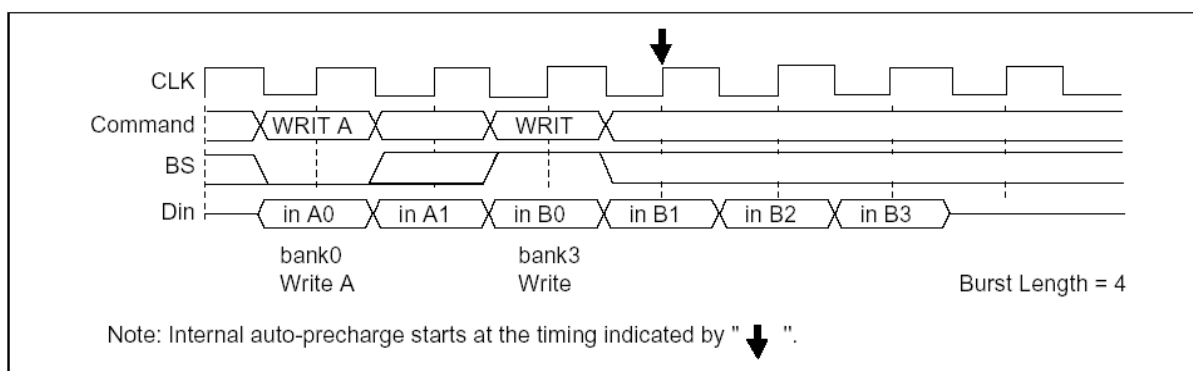 CLK
Command WRIT A WRIT
BS
Din in A0 in A1 in B0 in B1 in B2 in B3
bank0 bank3
Write A Write Burst Length = 4
Note: Internal auto-precharge starts at the timing indicated by " ".